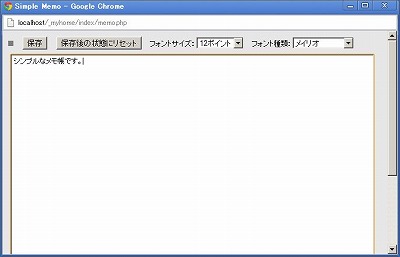 Simple Memo - Google Chrome
localhost/_myhome/index/memo.php
保存 保存後の状態にリセット フォントサイズ: 12ポイント フォント種類: メイリオ
シンプルなメモ帳です。